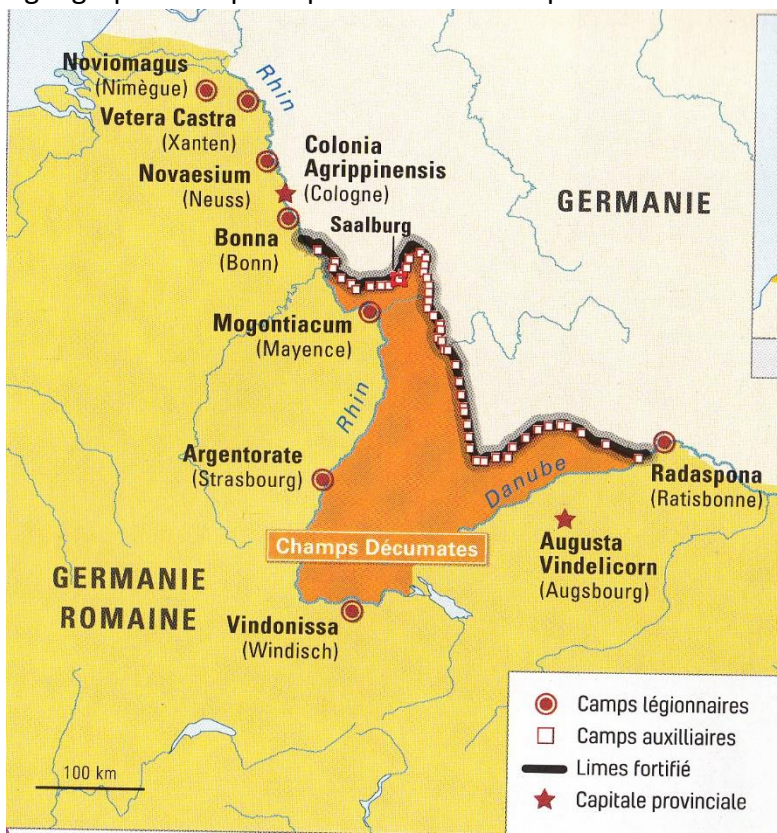 Noviomagus
(Nimègue)
Rhin
Vetera Castra
(Xanten)
Colonia
Agrippinensis
(Cologne)
Novaesium
(Neuss)
GERMANIE
Saalburg
Bonna
(Bonn)
Mogontiacum
(Mayence)
Rhin
Argentorate
(Strasbourg)
Danube
Radaspona
(Ratisbonne)
Champs Décumates
Augusta
Vindelicorn
(Augsbourg)
GERMANIE
ROMAINE
Vindonissa
(Windisch)
100 km
Camps légionnaires
Camps auxilliaires
Limes fortifié
Capitale provinciale